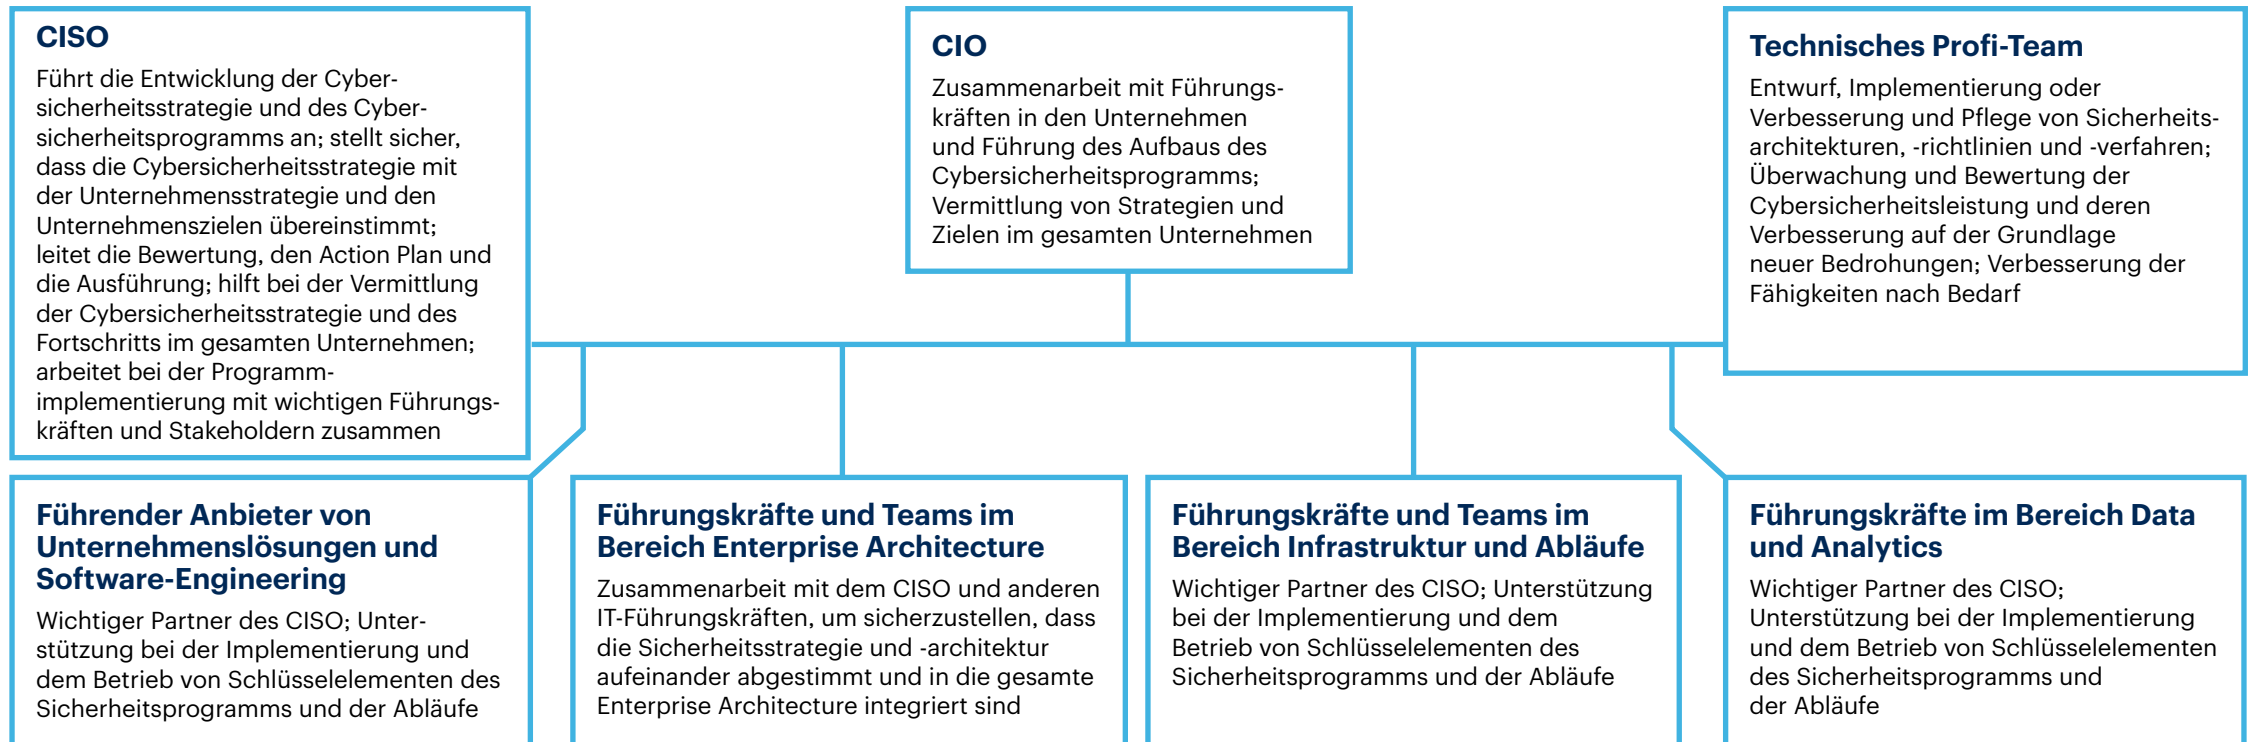 CISO
Führt die Entwicklung der Cyber-
sicherheitsstrategie und des Cyber-
sicherheitsprogramms an; stellt sicher,
dass die Cybersicherheitsstrategie mit
der Unternehmensstrategie und den
Unternehmenszielen übereinstimmt;
leitet die Bewertung, den Action Plan und
die Ausführung; hilft bei der Vermittlung
der Cybersicherheitsstrategie und des
Fortschritts im gesamten Unternehmen;
arbeitet bei der Programm-
implementierung mit wichtigen Führungs-
kräften und Stakeholdern zusammen
CIO
Zusammenarbeit mit Führungs-
kräften in den Unternehmen
und Führung des Aufbaus des
Cybersicherheitsprogramms;
Vermittlung von Strategien und
Zielen im gesamten Unternehmen
Technisches Profi-Team
Entwurf, Implementierung oder
Verbesserung und Pflege von Sicherheits-
architekturen, -richtlinien und -verfahren;
Überwachung und Bewertung der
Cybersicherheitsleistung und deren
Verbesserung auf der Grundlage
neuer Bedrohungen; Verbesserung der
Fähigkeiten nach Bedarf
Führender Anbieter von
Unternehmenslösungen und
Software-Engineering
Wichtiger Partner des CISO; Unter-
stützung bei der Implementierung und
dem Betrieb von Schlüsselelementen des
Sicherheitsprogramms und der Abläufe
Führungskräfte und Teams im
Bereich Enterprise Architecture
Zusammenarbeit mit dem CISO und anderen
IT-Führungskräften, um sicherzustellen, dass
die Sicherheitsstrategie und -architektur
aufeinander abgestimmt und in die gesamte
Enterprise Architecture integriert sind
Führungskräfte und Teams im
Bereich Infrastruktur und Abläufe
Wichtiger Partner des CISO; Unterstützung
bei der Implementierung und dem
Betrieb von Schlüsselelementen des
Sicherheitsprogramms und der Abläufe
Führungskräfte im Bereich Data
und Analytics
Wichtiger Partner des CISO;
Unterstützung bei der Implementierung
und dem Betrieb von Schlüsselelementen
des Sicherheitsprogramms und
der Abläufe